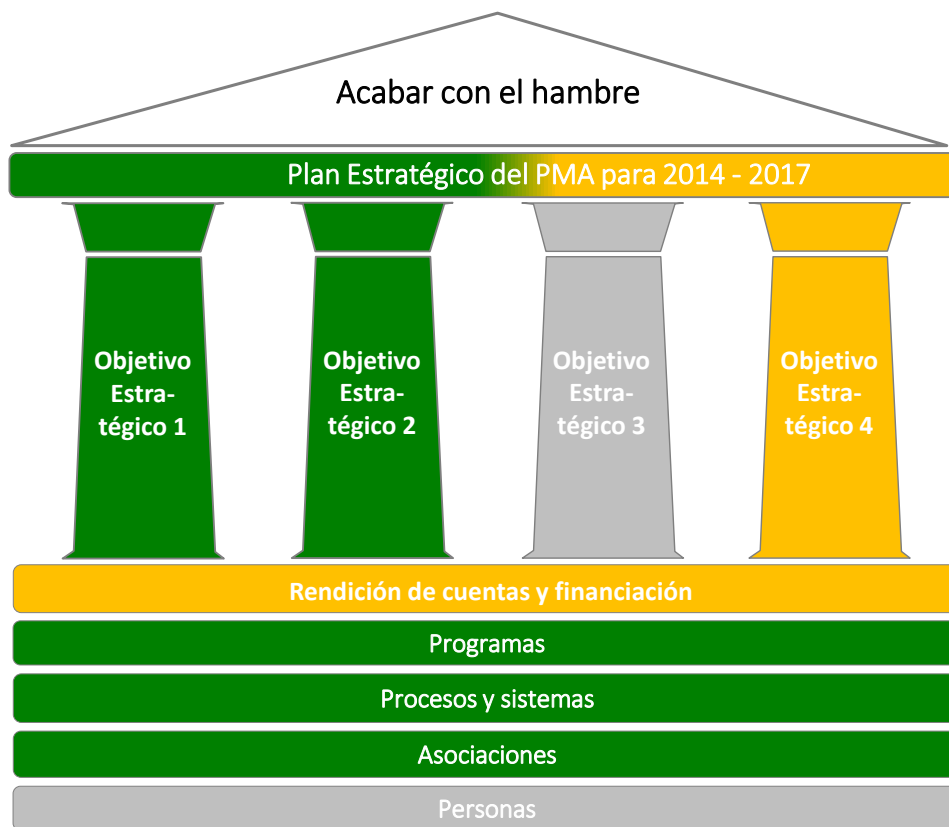 Acabar con el hambre
Plan Estratégico del PMA para 2014 - 2017
Objetivo
Estra-
tégico 1
Objetivo
Estra-
tégico 2
Objetivo
Estra-
tégico 3
Objetivo
Estra-
tégico 4
Rendición de cuentas y financiación
Programas
Procesos y sistemas
Asociaciones
Personas